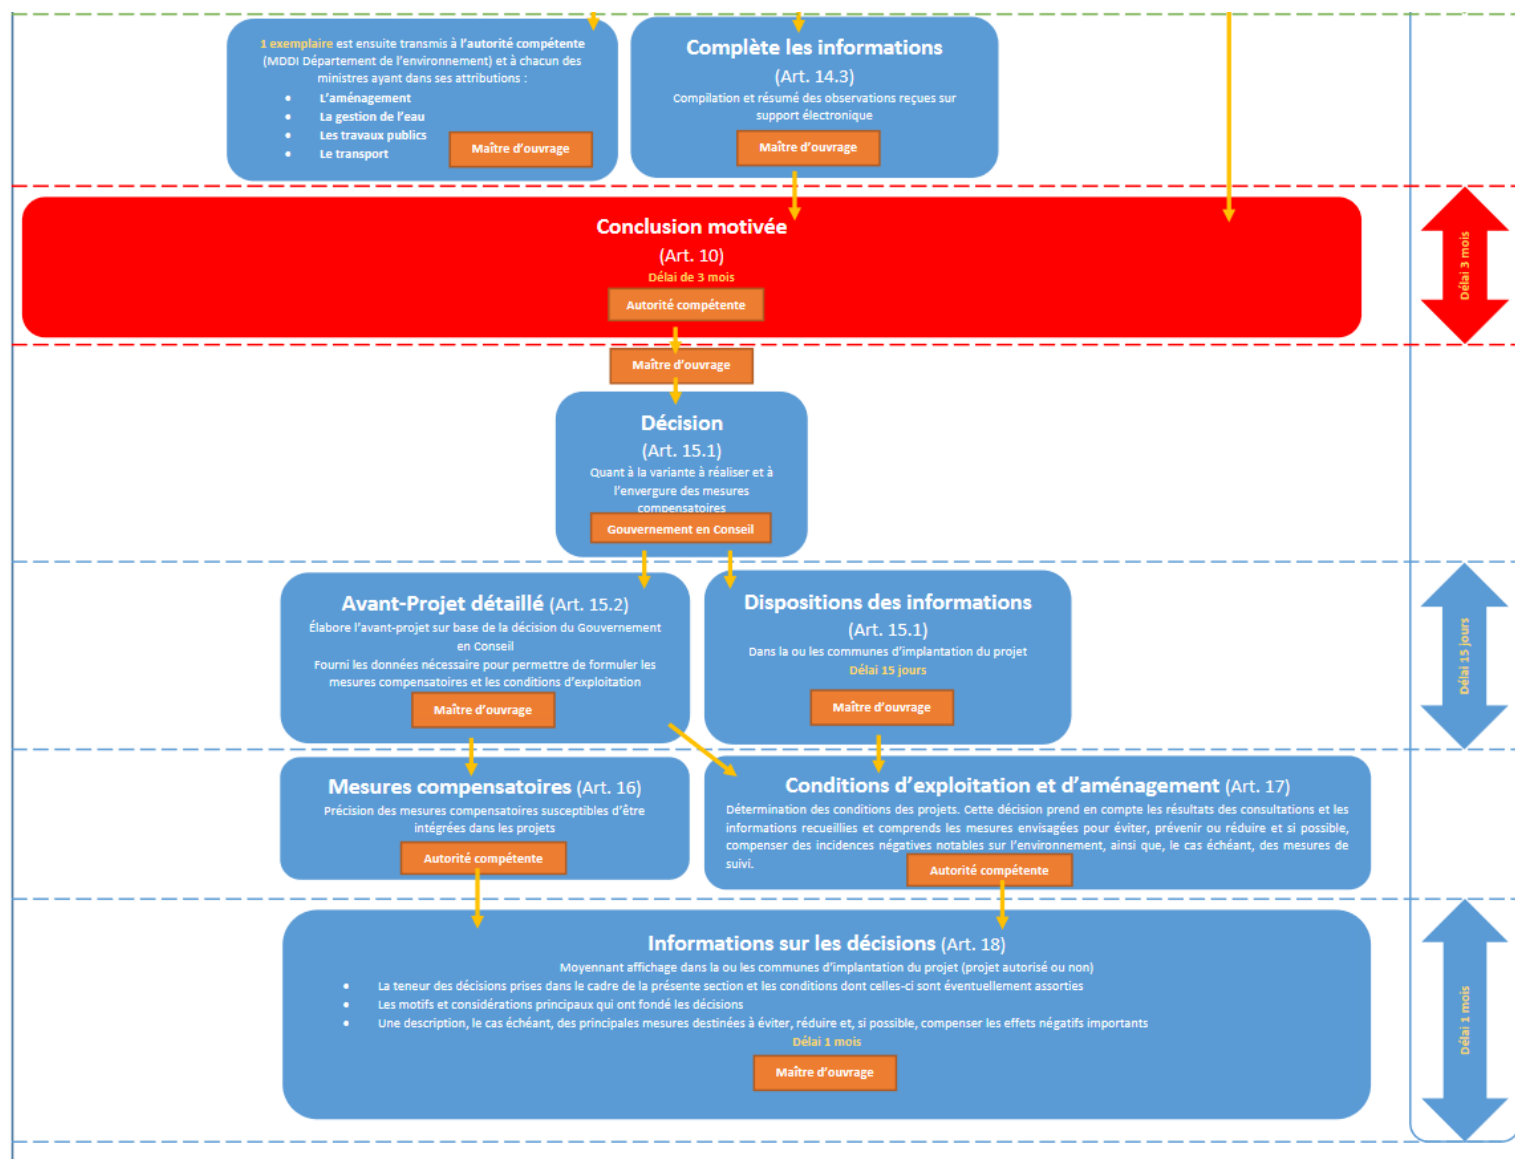 1 exemplaire est ensuite transmis à l'autorité compétente
(MDDI Département de l'environnement) et à chacun des
ministres ayant dans ses attributions :
• L'aménagement
• La gestion de l'eau
• Les travaux publics
• Le transport
Maître d'ouvrage
Complète les informations
(Art. 14.3)
Compilation et résumé des observations reçues sur
support électronique
Maître d'ouvrage
Conclusion motivée
(Art. 10)
Délai de 3 mois
Autorité compétente
Délai 3 mois
Maître d'ouvrage
Décision
(Art. 15.1)
Quant à la variante à réaliser et à
l'envergure des mesures
compensatoires
Gouvernement en Conseil
Avant-Projet détaillé (Art. 15.2)
Élabore l'avant-projet sur base de la décision du Gouvernement
en Conseil
Fourni les données nécessaire pour permettre de formuler les
mesures compensatoires et les conditions d'exploitation
Maître d'ouvrage
Dispositions des informations
(Art. 15.1)
Dans la ou les communes d'implantation du projet
Délai 15 jours
Maître d'ouvrage
Délai 15 jours
Mesures compensatoires (Art. 16)
Précision des mesures compensatoires susceptibles d'être
intégrées dans les projets
Autorité compétente
Conditions d'exploitation et d'aménagement (Art. 17)
Détermination des conditions des projets. Cette décision prend en compte les résultats des consultations et les
informations recueillies et comprends les mesures envisagées pour éviter, prévenir ou réduire et si possible,
compenser des incidences négatives notables sur l'environnement, ainsi que, le cas échéant, des mesures de
suivi.
Autorité compétente
Informations sur les décisions (Art. 18)
Moyennant affichage dans la ou les communes d'implantation du projet (projet autorisé ou non)
• La teneur des décisions prises dans le cadre de la présente section et les conditions dont celles-ci sont éventuellement assorties
• Les motifs et considérations principaux qui ont fondé les décisions
• Une description, le cas échéant, des principales mesures destinées à éviter, réduire et, si possible, compenser les effets négatifs importants
Délai 1 mois
Maître d'ouvrage
Délai 1 mois